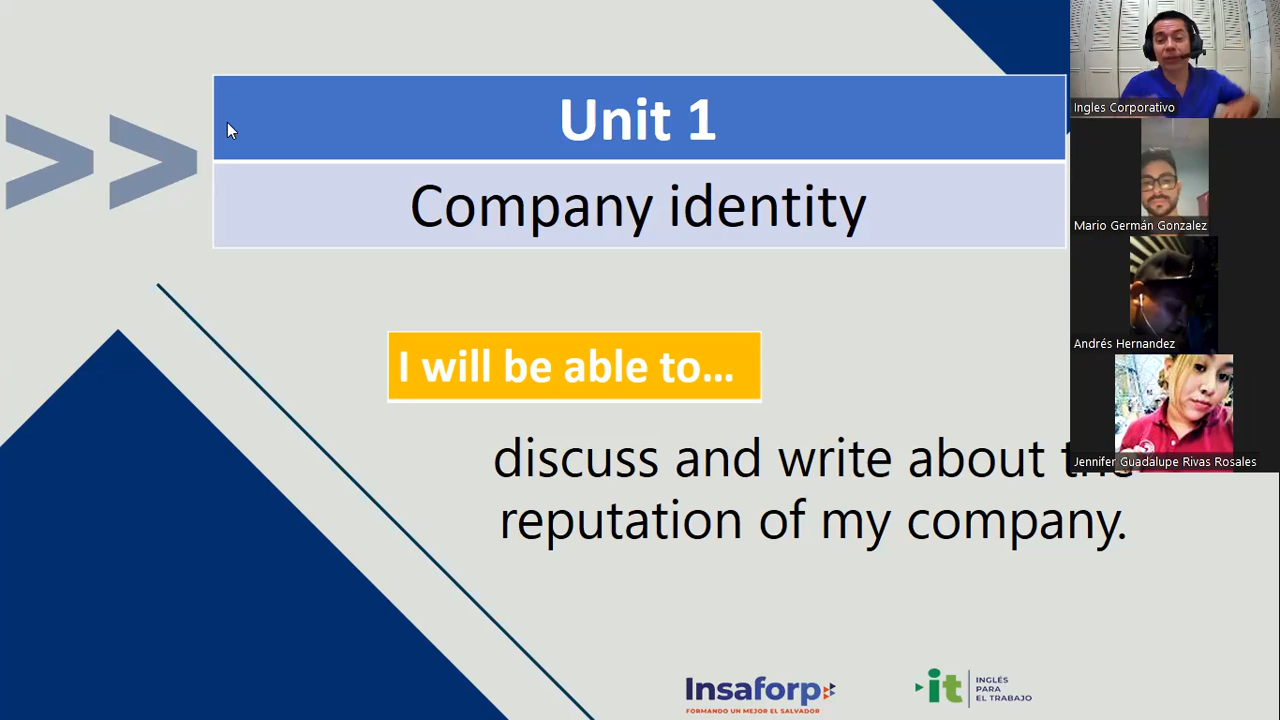 Unit 1
Company identity
I will be able to...
discuss and write about the
reputation of my company.
Insaforp
FORMANDO UN MEJOR EL SALVADOR
it
INGLÉS
PARA
EL TRABAJO
Ingles Corporativo
Mario Germán Gonzalez
Andrés Hernandez
Jennifer Guadalupe Rivas Rosales